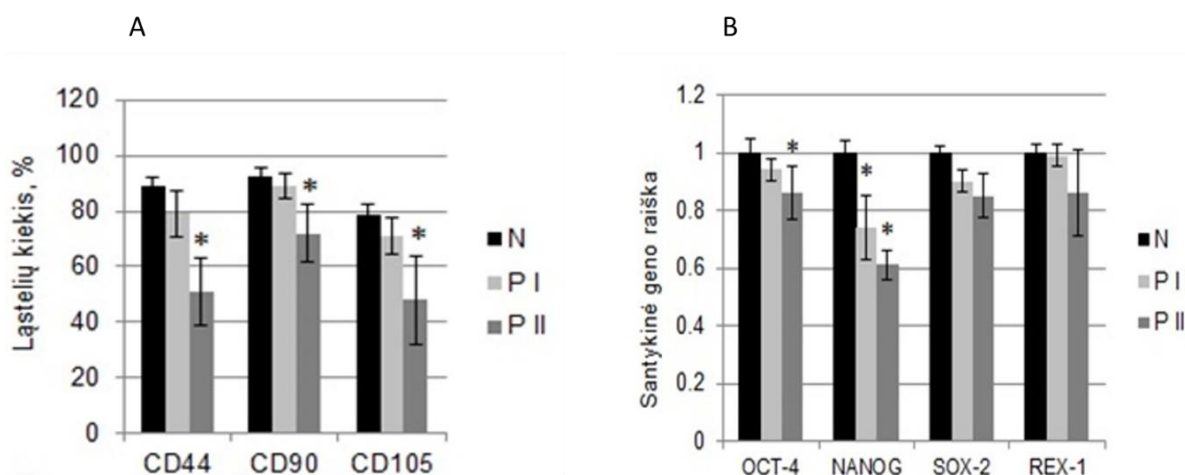 A
Ląstelių kiekis, %
120
100
80
60
40
20
0
*
*
*
CD44 CD90 CD105
N
P I
P II
B
Santykinė geno raiška
1.2
1
0.8
0.6
0.4
0.2
0
*
*
*
OCT-4 NANOG SOX-2 REX-1
N
P I
P II